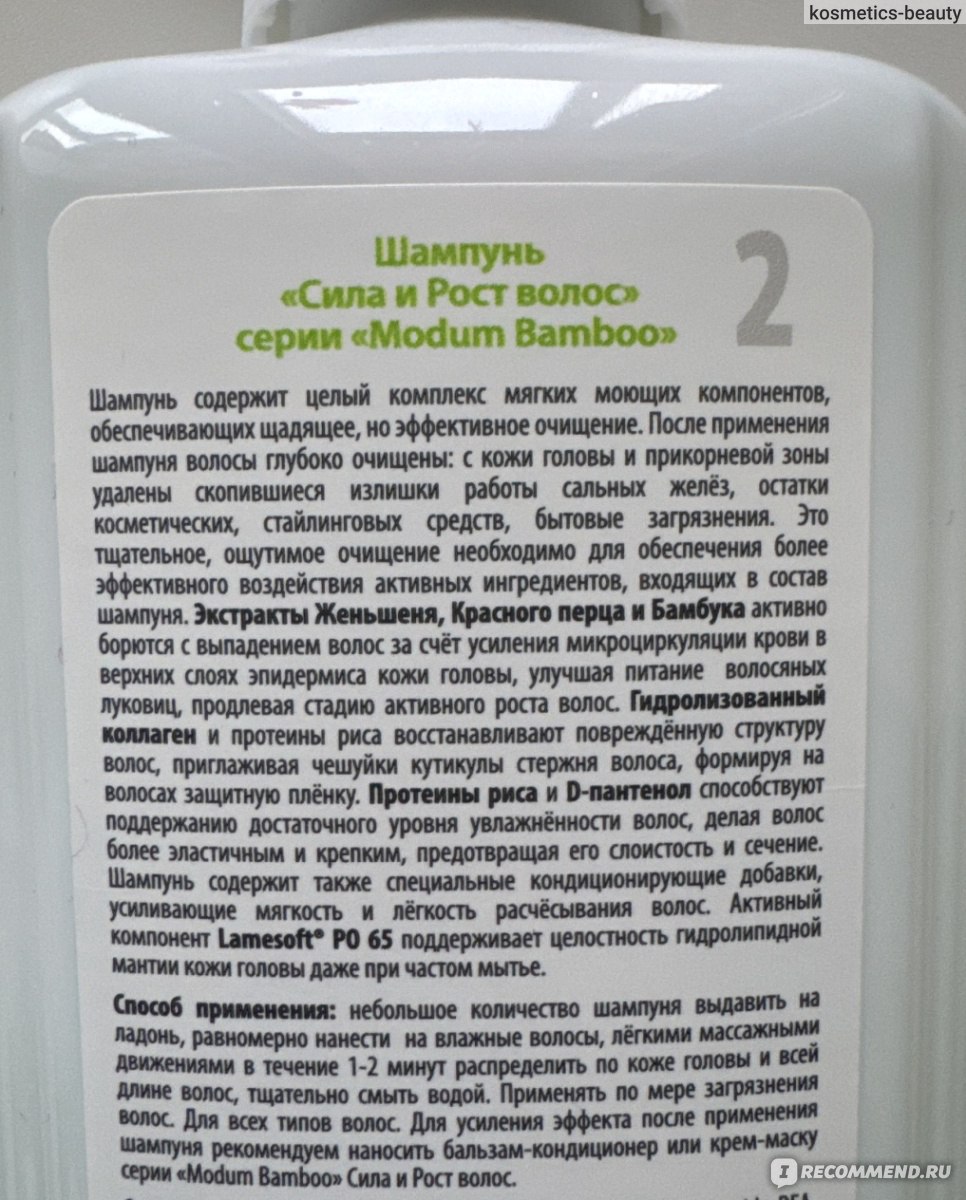 kosmetics-beauty
Шампунь
«Сила и Рост волос»
серии «Modum Bamboo»
2
Шампунь содержит целый комплекс мягких моющих компонентов,
обеспечивающих щадящее, но эффективное очищение. После применения
шампуня волосы глубоко очищены: с кожи головы и прикорневой зоны
удалены скопившиеся излишки работы сальных желёз, остатки
косметических, стайлинговых средств, бытовые загрязнения. Это
тщательное, ощутимое очищение необходимо для обеспечения более
эффективного воздействия активных ингредиентов, входящих в состав
шампуня. Экстракты Женьшеня, Красного перца и Бамбука активно
борются с выпадением волос за счёт усиления микроциркуляции крови в
верхних слоях эпидермиса кожи головы, улучшая питание волосяных
луковиц, продлевая стадию активного роста волос. Гидролизованный
коллаген и протеины риса восстанавливают повреждённую структуру
волос, приглаживая чешуйки кутикулы стержня волоса, формируя на
волосах защитную плёнку. Протеины риса и D-пантенол способствуют
поддержанию достаточного уровня увлажнённости волос, делая волос
более эластичным и крепким, предотвращая его слоистость и сечение.
Шампунь содержит также специальные кондиционирующие добавки,
усиливающие мягкость и лёгкость расчёсывания волос. Активный
компонент Lamesoft® PO 65 поддерживает целостность гидролипидной
мантии кожи головы даже при частом мытье.
Способ применения: небольшое количество шампуня выдавить на
ладонь, равномерно нанести на влажные волосы, лёгкими массажными
движениями в течение 1-2 минут распределить по коже головы и всей
длине волос, тщательно смыть водой. Применять по мере загрязнения
волос. Для всех типов волос. Для усиления эффекта после применения
шампуня рекомендуем наносить бальзам-кондиционер или крем-маску
серии «Modum Bamboo» Сила и Рост волос.
I RECOMMEND.RU